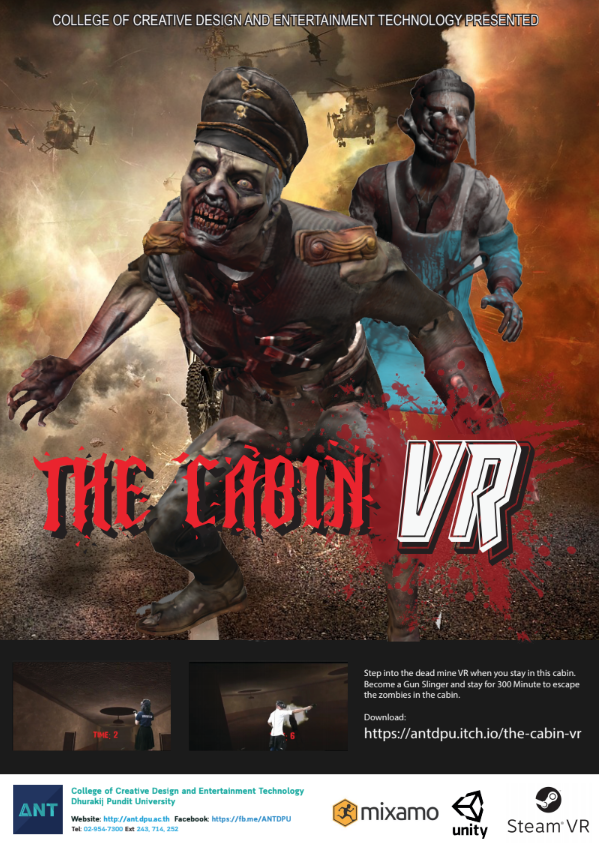 COLLEGE OF CREATIVE DESIGN AND ENTERTAINMENT TECHNOLOGY PRESENTED
THE CABIN VR
TIME 2
6
Step into the dead mine VR when you stay in this cabin.
Become a Gun Slinger and stay for 300 Minute to escape
the zombies in the cabin.
Download:
https://antdpu.itch.io/the-cabin-vr
ANT
College of Creative Design and Entertainment Technology
Dhurakij Pundit University
Website: http://ant.dpu.ac.th Facebook: https://fb.me/ANTDPU
Tel: 02-954-7300 Ext 243, 714, 252
mixamo
unity
Steam VR